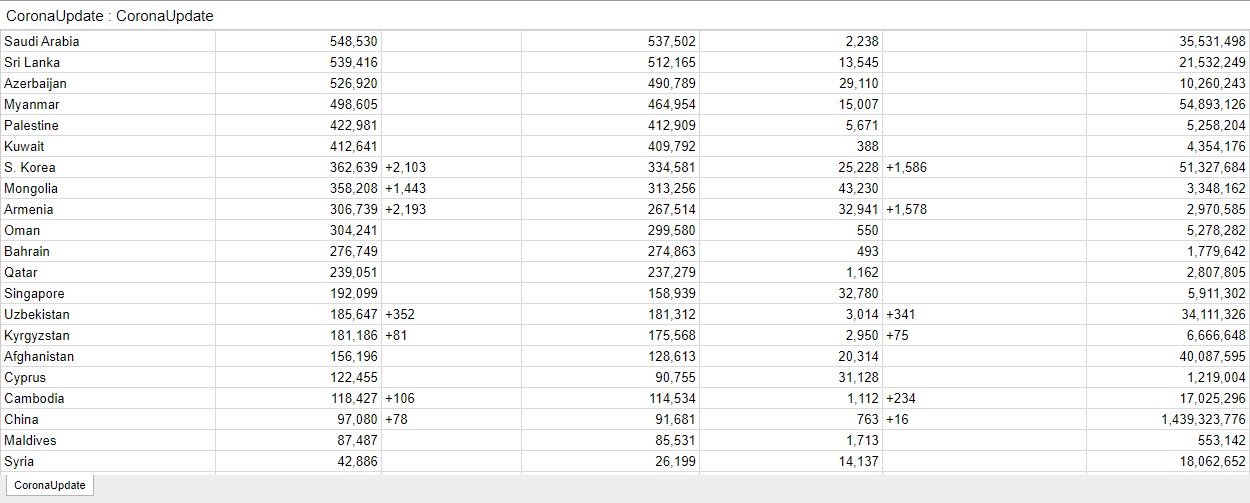 CoronaUpdate : CoronaUpdate
Saudi Arabia 548,530 537,502 2,238 35,531,498
Sri Lanka 539,416 512,165 13,545 21,532,249
Azerbaijan 526,920 490,789 29,110 10,260,243
Myanmar 498,605 464,954 15,007 54,893,126
Palestine 422,981 412,909 5,671 5,258,204
Kuwait 412,641 409,792 388 4,354,176
S. Korea 362,639 +2,103 334,581 25,228 +1,586 51,327,684
Mongolia 358,208 +1,443 313,256 43,230 3,348,162
Armenia 306,739 +2,193 267,514 32,941 +1,578 2,970,585
Oman 304,241 299,580 550 5,278,282
Bahrain 276,749 274,863 493 1,779,642
Qatar 239,051 237,279 1,162 2,807,805
Singapore 192,099 158,939 32,780 5,911,302
Uzbekistan 185,647 +352 181,312 3,014 +341 34,111,326
Kyrgyzstan 181,186 +81 175,568 2,950 +75 6,666,648
Afghanistan 156,196 128,613 20,314 40,087,595
Cyprus 122,455 90,755 31,128 1,219,004
Cambodia 118,427 +106 114,534 1,112 +234 17,025,296
China 97,080 +78 91,681 763 +16 1,439,323,776
Maldives 87,487 85,531 1,713 553,142
Syria 42,886 26,199 14,137 18,062,652
CoronaUpdate